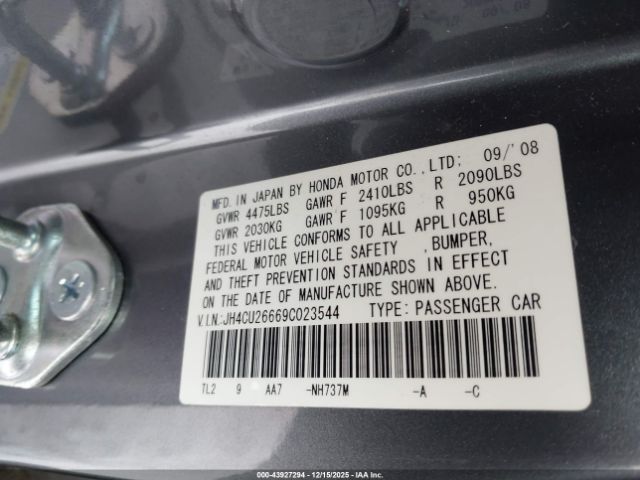 MFD. IN JAPAN BY HONDA MOTOR CO.,LTD: 09/'08
GVWR 4475LBS GAWR F 2410LBS R 2090LBS
GVWR 2030KG GAWR F 1095KG R 950KG
THIS VEHICLE CONFORMS TO ALL APPLICABLE
FEDERAL MOTOR VEHICLE SAFETY ,BUMPER,
AND THEFT PREVENTION STANDARDS IN EFFECT
ON THE DATE OF MANUFACTURE SHOWN ABOVE.
V.I.N:JH4CU26669C023544 TYPE: PASSENGER CAR
TL2 9 AA7 -NH737M -A -C
000-43927294 - 12/15/2025 - IAA Inc.